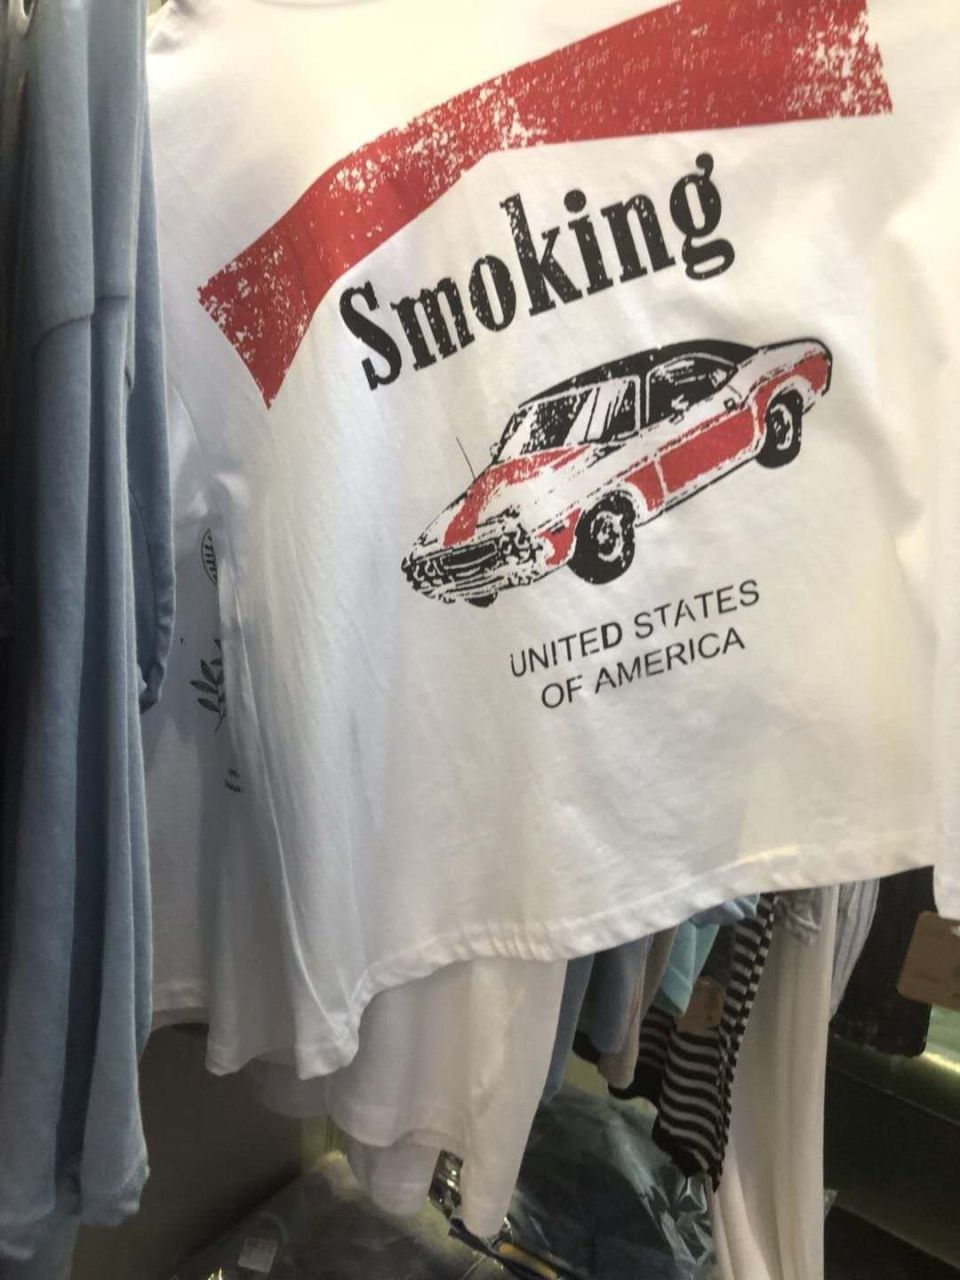 Smoking
UNITED STATES
OF AMERICA